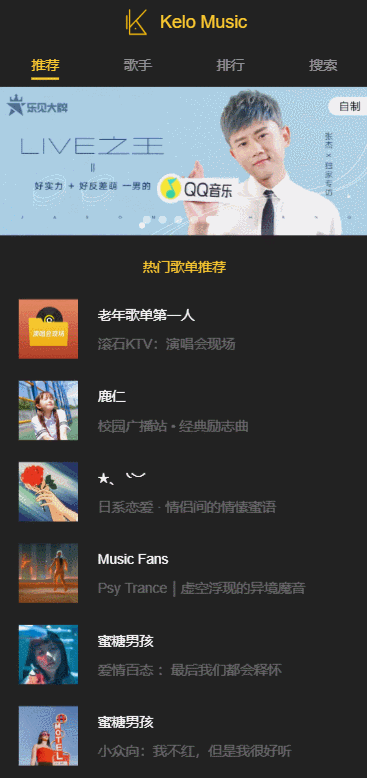 Kelo Music
推荐 歌手 排行 搜索
乐见大牌
自制
LIVE之王
||
好实力 + 好反差萌 一男的
QQ音乐
张杰 × 独家专访
热门歌单推荐
老年歌单第一人
滚石KTV：演唱会现场
鹿仁
校园广播站 • 经典励志曲
★、╰︶
日系恋爱 · 情侣间的情愫蜜语
Music Fans
Psy Trance | 虚空浮现的异境魔音
蜜糖男孩
爱情百态 ：最后我们都会释怀
MOTEL
蜜糖男孩
小众向：我不红，但是我很好听